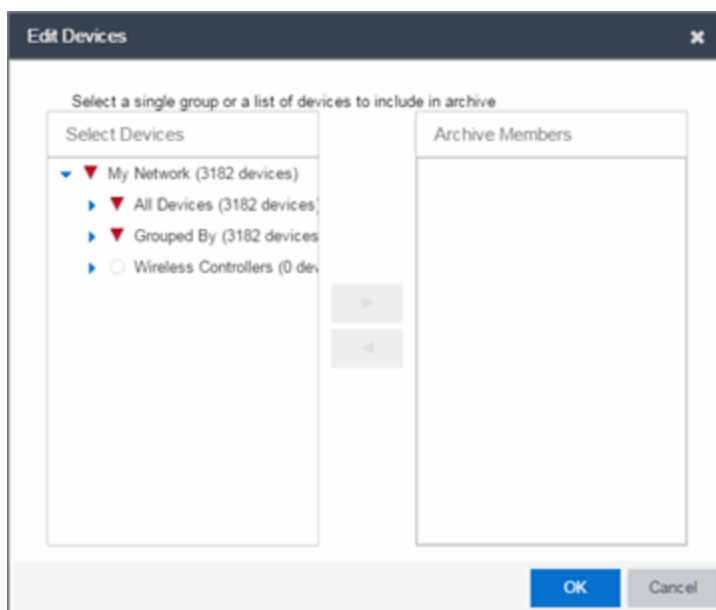 Edit Devices
Select a single group or a list of devices to include in archive
Select Devices
Archive Members
My Network (3182 devices)
All Devices (3182 devices)
Grouped By (3182 devices
Wireless Controllers (0 dev
OK
Cancel